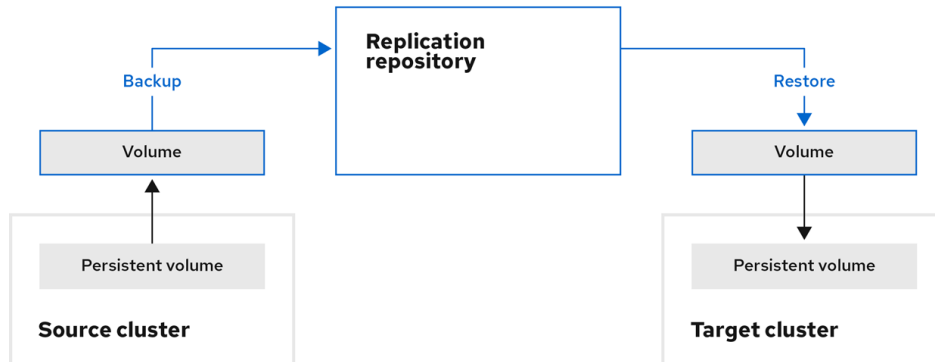 Replication
repository
Backup
Restore
Volume
Volume
Persistent volume
Persistent volume
Source cluster
Target cluster